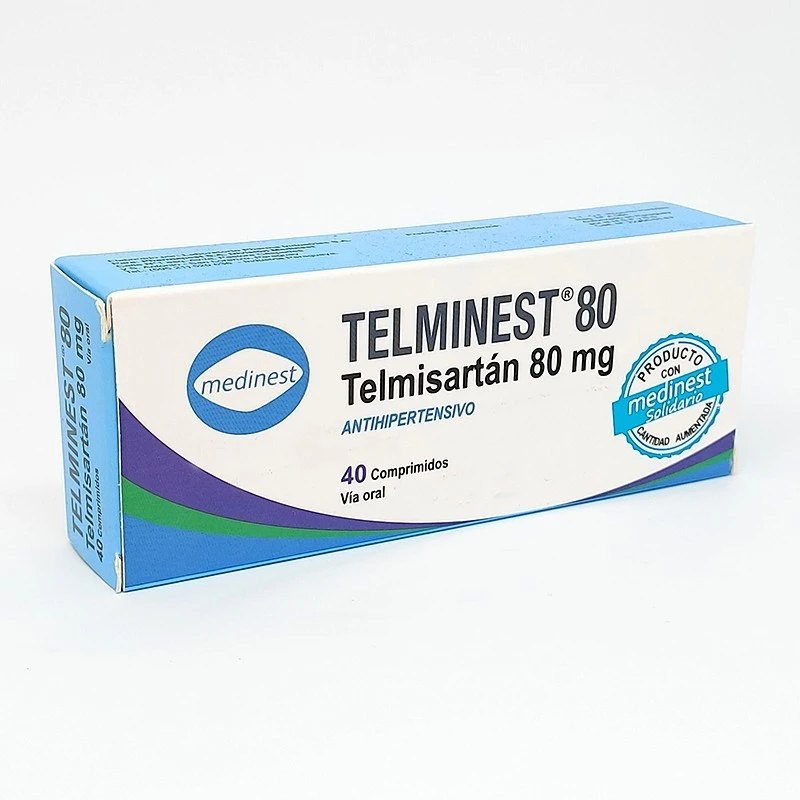 TELMINEST® 80
Telmisartán 80 mg
ANTIHIPERTENSIVO
40 Comprimidos
Vía oral
medinest
PRODUCTO
CON
medinest
Solidario
CANTIDAD AUMENTADA
TELMINEST® 80
Telmisartán 80 mg
Vía oral
40 Comprimidos